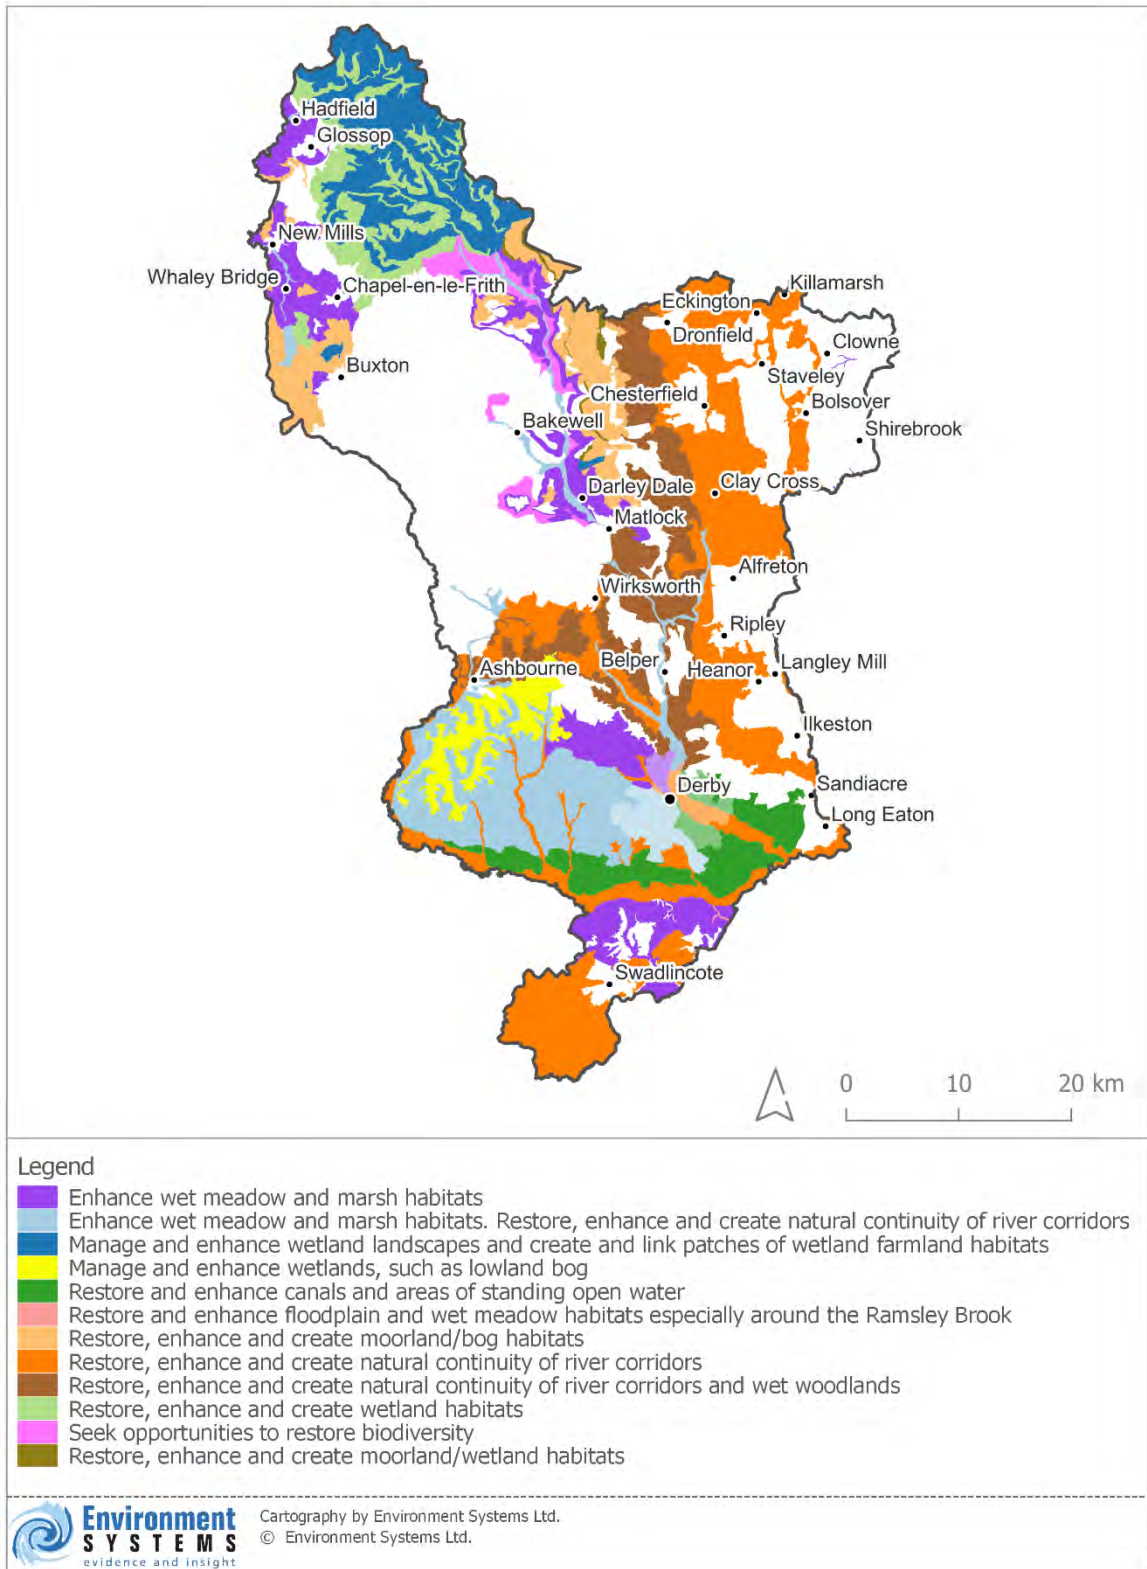 Hadfield
Glossop
New Mills
Whaley Bridge
Chapel-en-le-Frith
Killamarsh
Eckington
Dronfield
Clowne
Staveley
Buxton
Chesterfield
Bolsover
Bakewell
Shirebrook
Darley Dale
Clay Cross
Matlock
Alfreton
Wirksworth
Ripley
Ashbourne
Belper
Heanor
Langley Mill
Ilkeston
Derby
Sandiacre
Long Eaton
Swadlincote
0 10 20 km
Legend
Enhance wet meadow and marsh habitats
Enhance wet meadow and marsh habitats. Restore, enhance and create natural continuity of river corridors
Manage and enhance wetland landscapes and create and link patches of wetland farmland habitats
Manage and enhance wetlands, such as lowland bog
Restore and enhance canals and areas of standing open water
Restore and enhance floodplain and wet meadow habitats especially around the Ramsley Brook
Restore, enhance and create moorland/bog habitats
Restore, enhance and create natural continuity of river corridors
Restore, enhance and create natural continuity of river corridors and wet woodlands
Restore, enhance and create wetland habitats
Seek opportunities to restore biodiversity
Restore, enhance and create moorland/wetland habitats
Environment
SYSTEMS
evidence and insight
Cartography by Environment Systems Ltd.
© Environment Systems Ltd.